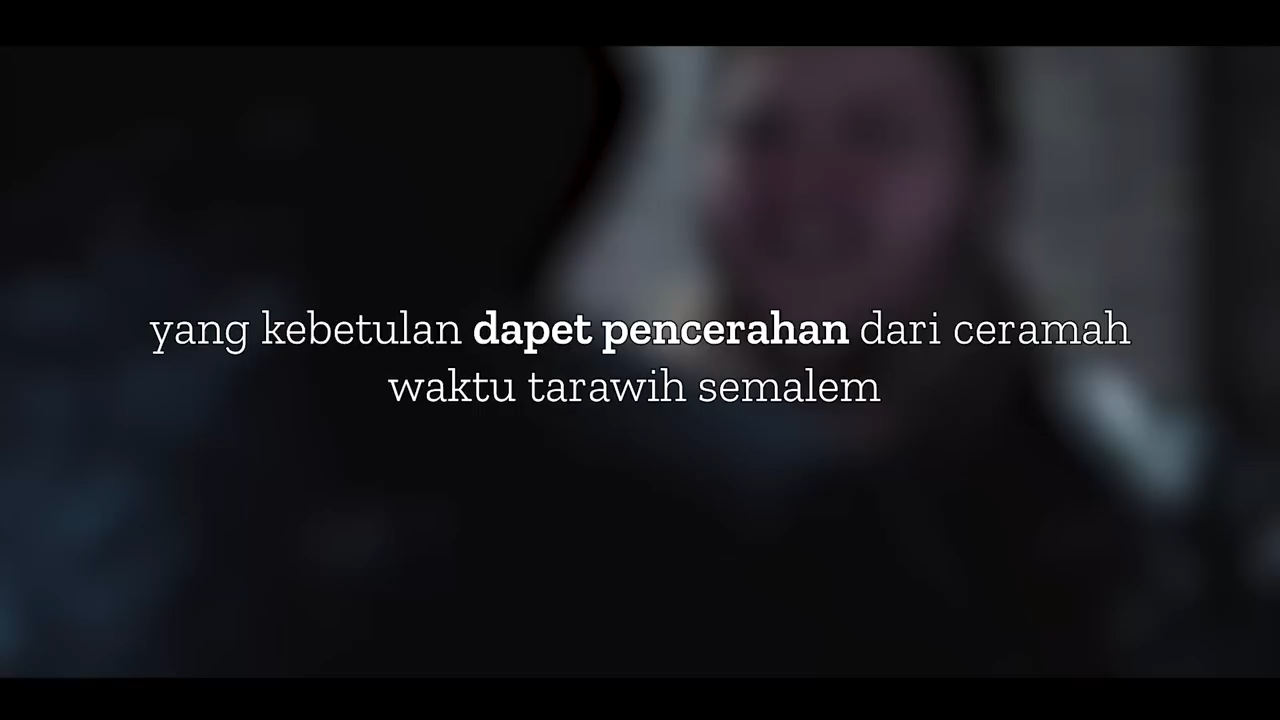 yang kebetulan dapet pencerahan dari ceramah
waktu tarawih semalem